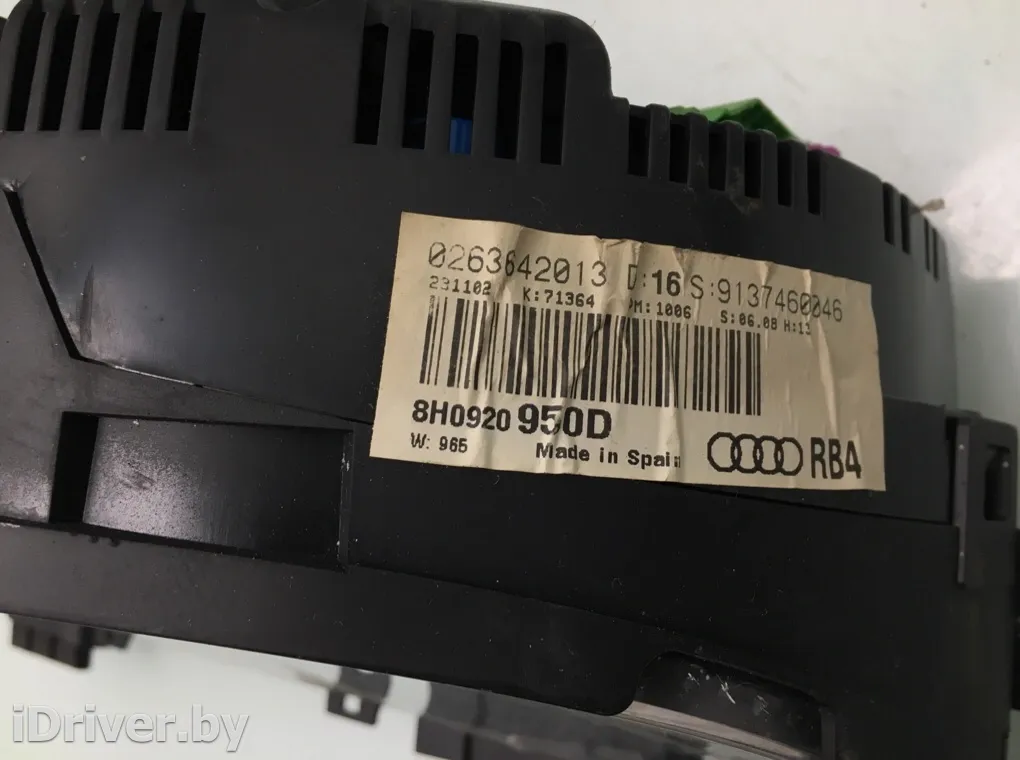 0263642013 D:16 S:9137460046
231102 K:71364 PM:1006 S:06.08 H:13
8H0920 950D
W: 965 Made in Spain
RB4
iDriver.by